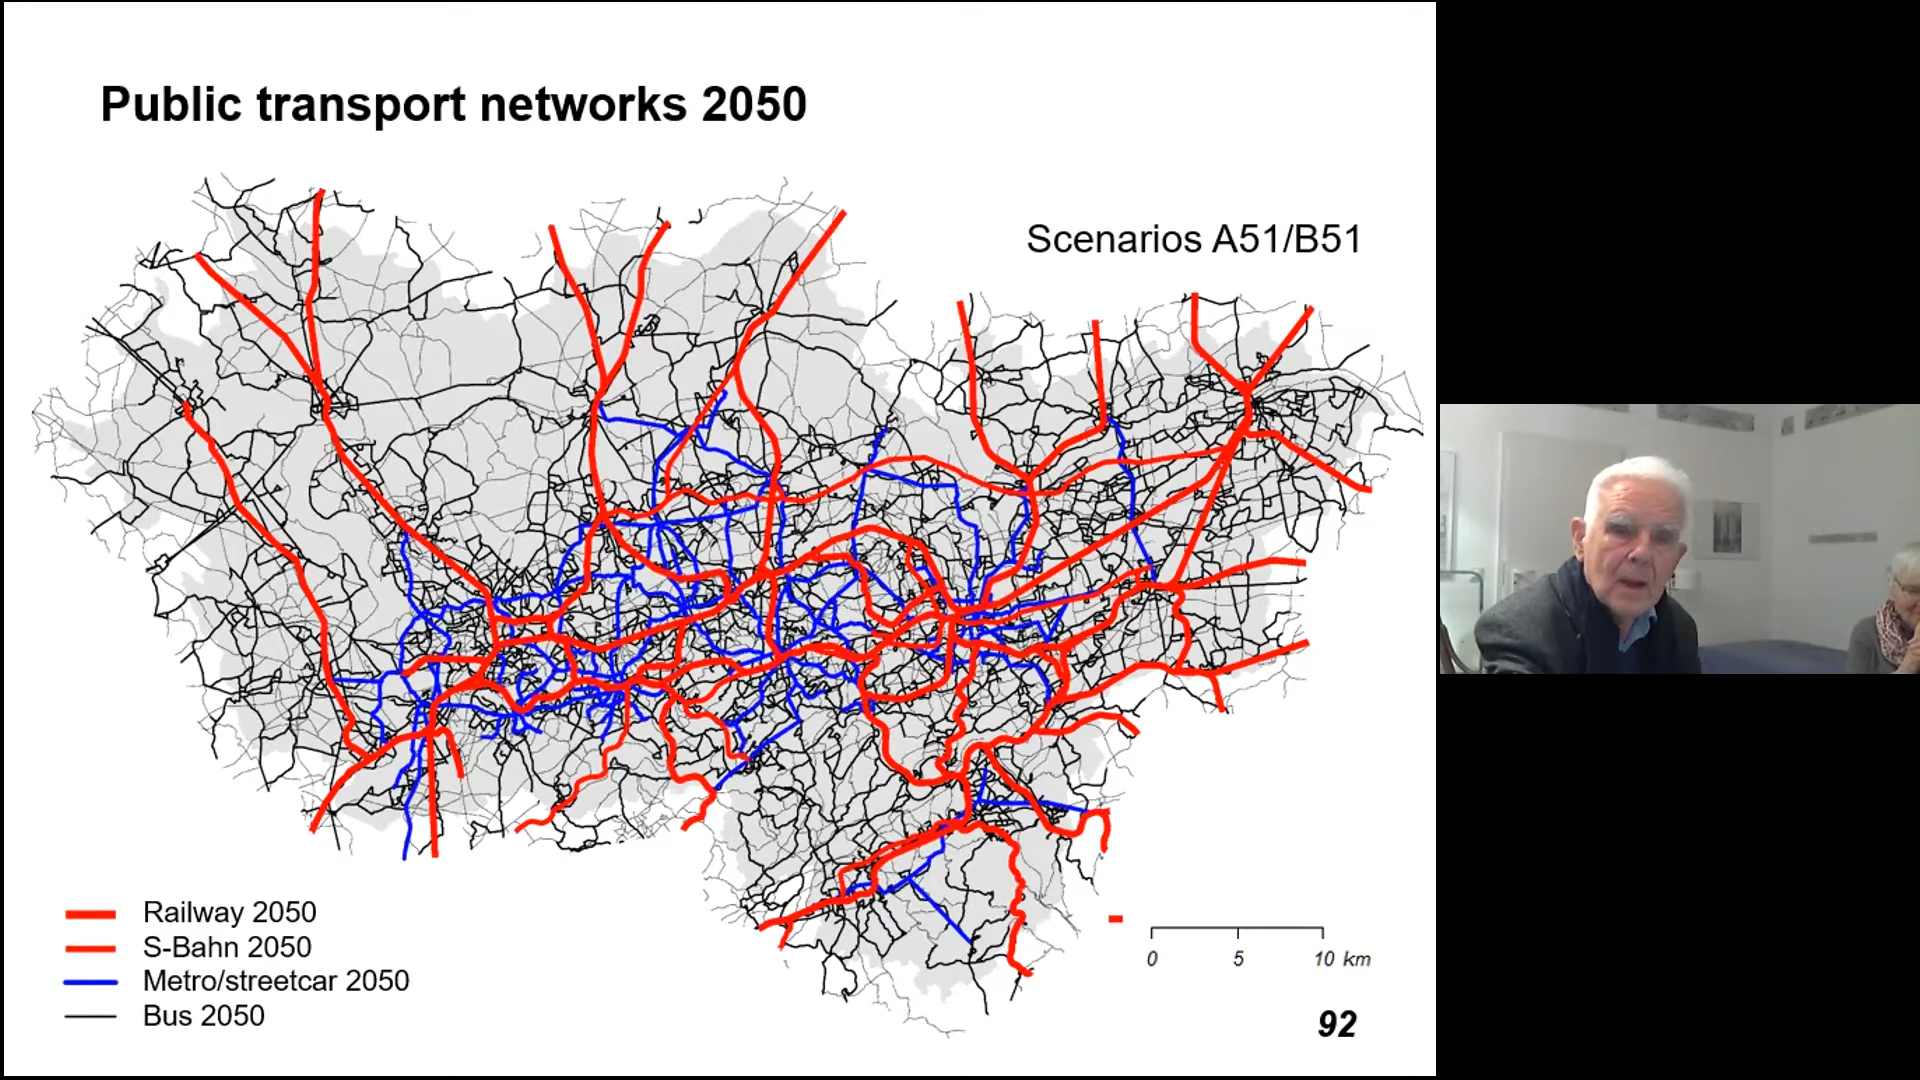 Public transport networks 2050
Scenarios A51/B51
Railway 2050
S-Bahn 2050
Metro/streetcar 2050
Bus 2050
0 5 10 km
92